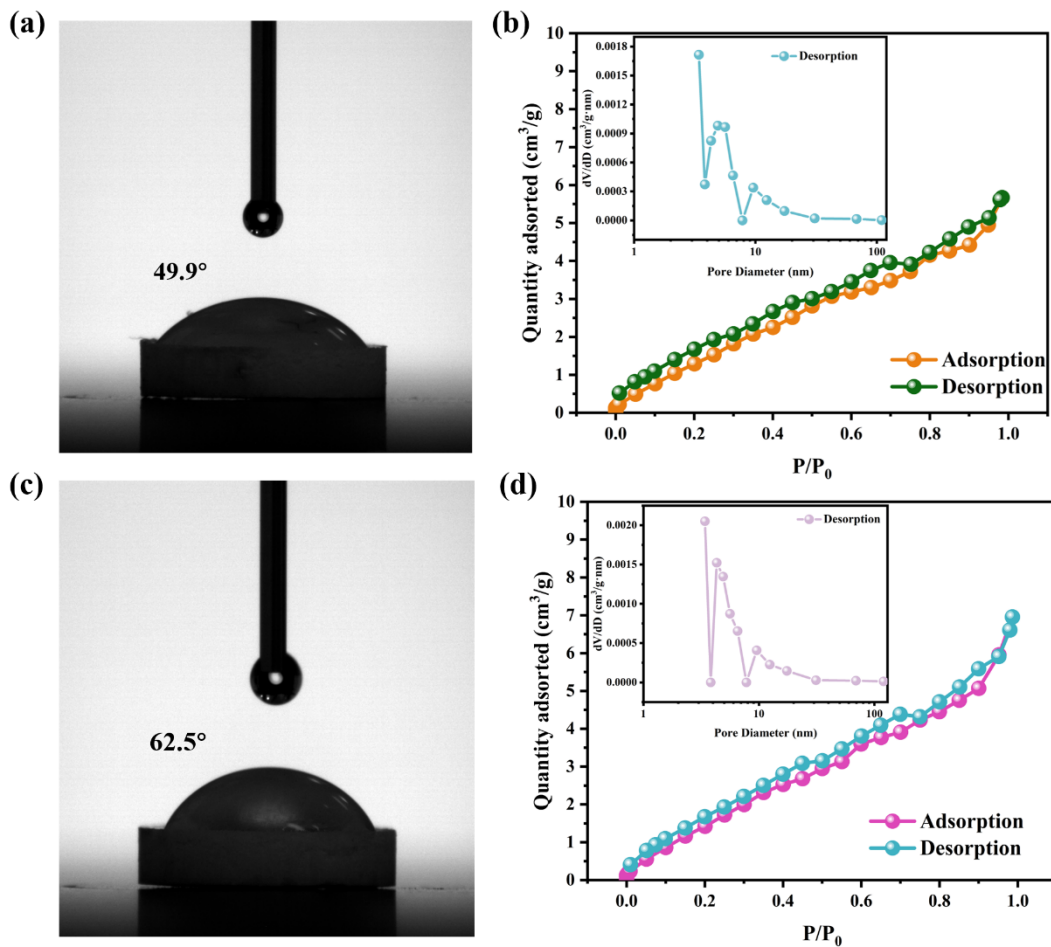 (a)
49.9°
(b)
10
9
8
7
6
5
4
3
2
1
0
Quantity adsorbed (cm³/g)
0.0 0.2 0.4 0.6 0.8 1.0
P/P₀
Adsorption
Desorption
0.0018
0.0015
0.0012
0.0009
0.0006
0.0003
0.0000
dV/dD (cm³/g·nm)
1 10 100
Pore Diameter (nm)
Desorption
(c)
62.5°
(d)
10
9
8
7
6
5
4
3
2
1
0
Quantity adsorbed (cm³/g)
0.0 0.2 0.4 0.6 0.8 1.0
P/P₀
Adsorption
Desorption
0.0020
0.0015
0.0010
0.0005
0.0000
dV/dD (cm³/g·nm)
1 10 100
Pore Diameter (nm)
Desorption